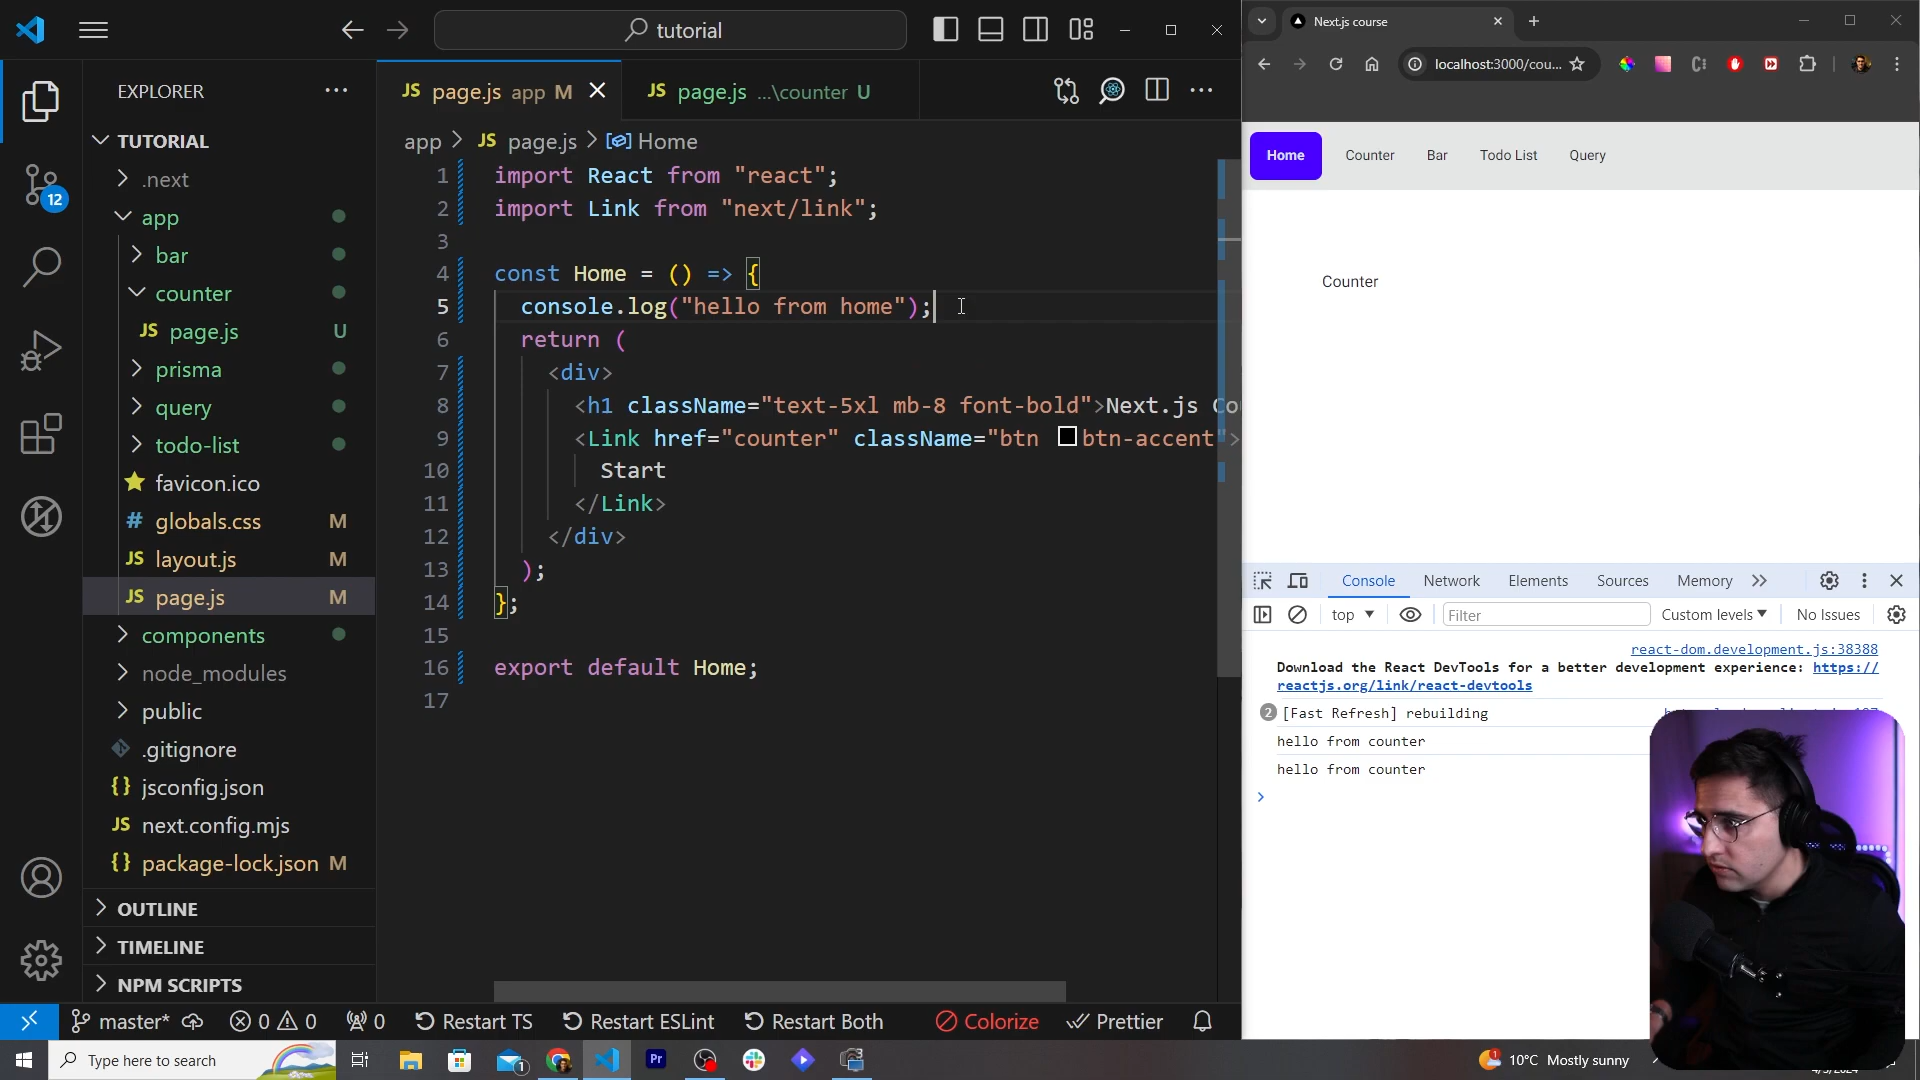 tutorial
EXPLORER
TUTORIAL
.next
app
bar
counter
page.js U
prisma
query
todo-list
favicon.ico
globals.css M
layout.js M
page.js M
components
node_modules
public
.gitignore
jsconfig.json
next.config.mjs
package-lock.json M
OUTLINE
TIMELINE
NPM SCRIPTS
12
JS page.js app M
JS page.js ...\counter U
app > JS page.js > Home
1 import React from "react";
2 import Link from "next/link";
3
4 const Home = () => {
5 console.log("hello from home");
6 return (
7 <div>
8 <h1 className="text-5xl mb-8 font-bold">Next.js Co
9 <Link href="counter" className="btn btn-accent">
10 Start
11 </Link>
12 </div>
13 );
14 };
15
16 export default Home;
17
master* 0 0 0 Restart TS Restart ESLint Restart Both Colorize Prettier
Next.js course
localhost:3000/cou...
Home Counter Bar Todo List Query
Counter
Console Network Elements Sources Memory
top Filter Custom levels No Issues
react-dom.development.js:38388
Download the React DevTools for a better development experience: https://
reactjs.org/link/react-devtools
2 [Fast Refresh] rebuilding
hello from counter
hello from counter
Type here to search
1
Pr
1 10°C Mostly sunny